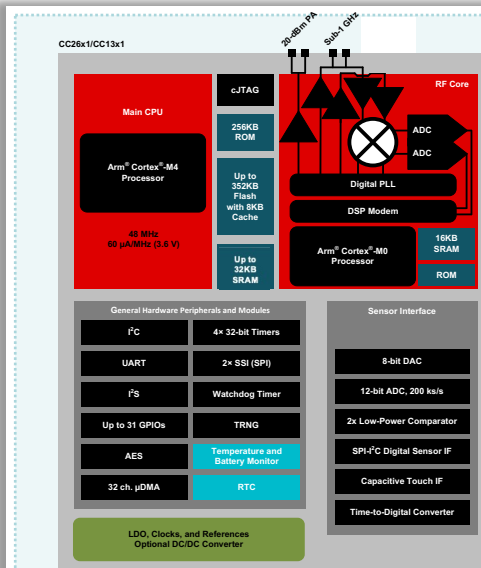 CC26x1/CC13x1
20-dBm PA
Sub-1 GHz
Main CPU
Arm® Cortex®-M4
Processor
48 MHz
60 µA/MHz (3.6 V)
cJTAG
256KB
ROM
Up to
352KB
Flash
with 8KB
Cache
Up to
32KB
SRAM
RF Core
ADC
ADC
Digital PLL
DSP Modem
Arm® Cortex®-M0
Processor
16KB
SRAM
ROM
General Hardware Peripherals and Modules
I²C
4× 32-bit Timers
UART
2× SSI (SPI)
I²S
Watchdog Timer
Up to 31 GPIOs
TRNG
AES
Temperature and
Battery Monitor
32 ch. µDMA
RTC
Sensor Interface
8-bit DAC
12-bit ADC, 200 ks/s
2x Low-Power Comparator
SPI-I²C Digital Sensor IF
Capacitive Touch IF
Time-to-Digital Converter
LDO, Clocks, and References
Optional DC/DC Converter